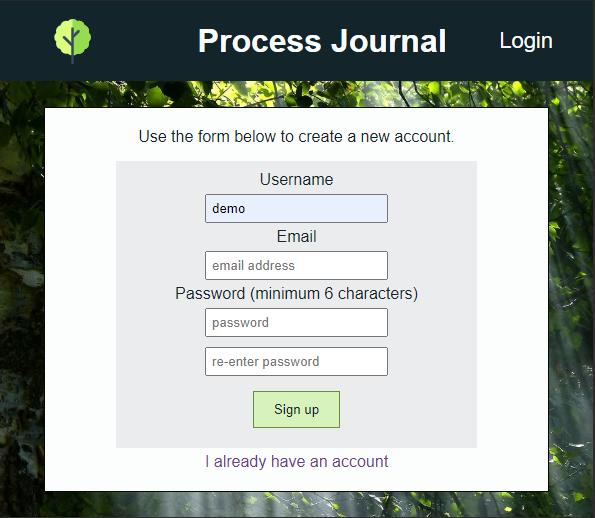 Process Journal
Login
Use the form below to create a new account.
Username
demo
Email
email address
Password (minimum 6 characters)
password
re-enter password
Sign up
I already have an account